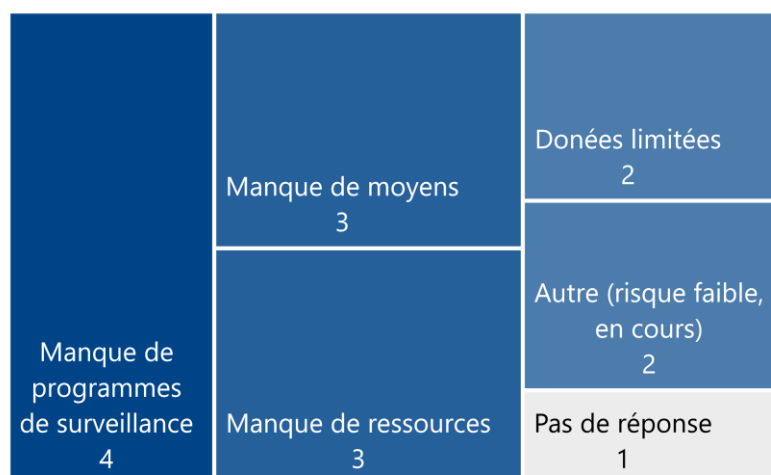 Manque de
programmes
de surveillance
4
Manque de moyens
3
Manque de ressources
3
Donées limitées
2
Autre (risque faible,
en cours)
2
Pas de réponse
1